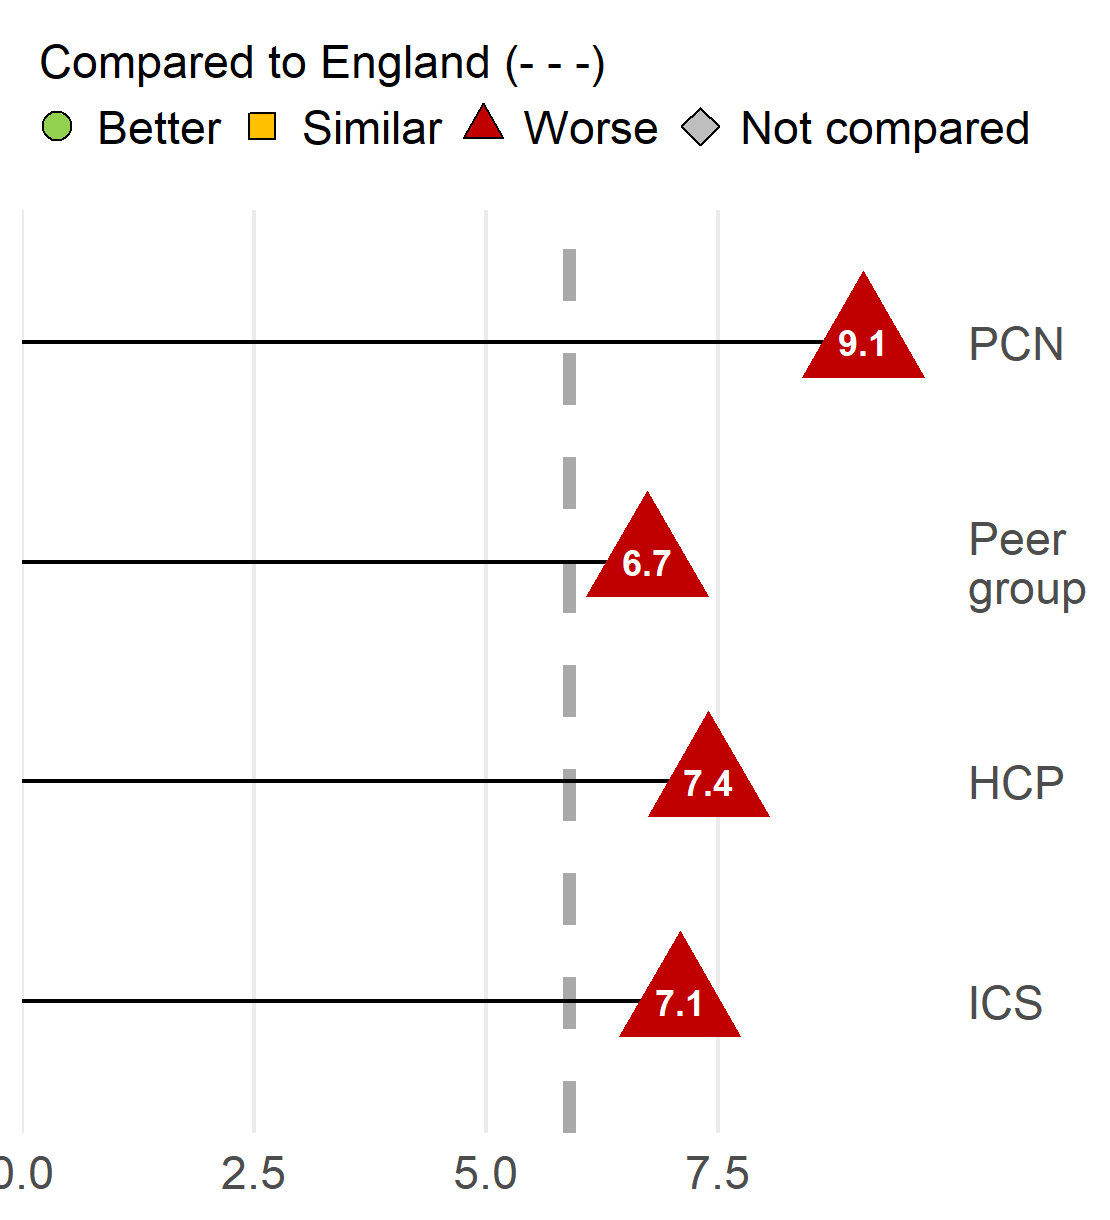 Compared to England (- - -)
Better Similar Worse Not compared
9.1 PCN
6.7 Peer
group
7.4 HCP
7.1 ICS
0.0 2.5 5.0 7.5